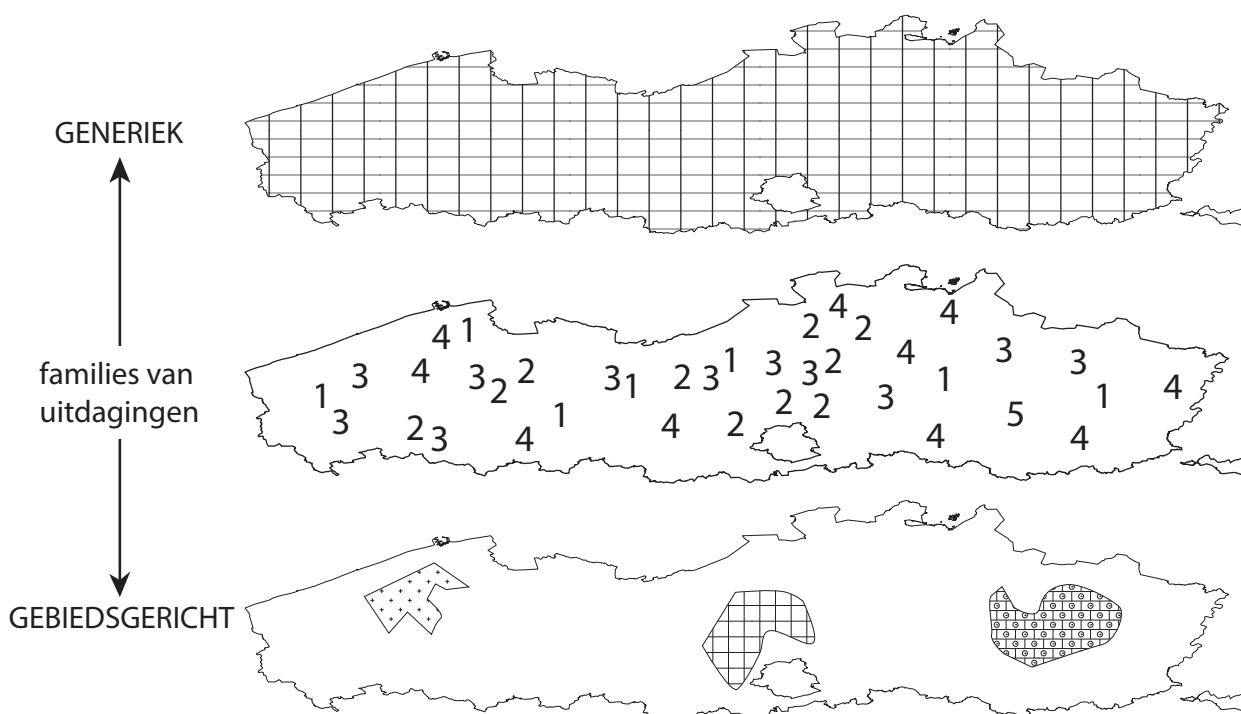 GENERIEK
4 4
1 2 2
4
3 4 3
1 3 2 3
3 4 3 2 3 2 3 3 1
2 1 4
1 3 1
2 2
3 1 5
2 4 2
3 4 4 4
families van
uitdagingen
GEBIEDSGERICHT